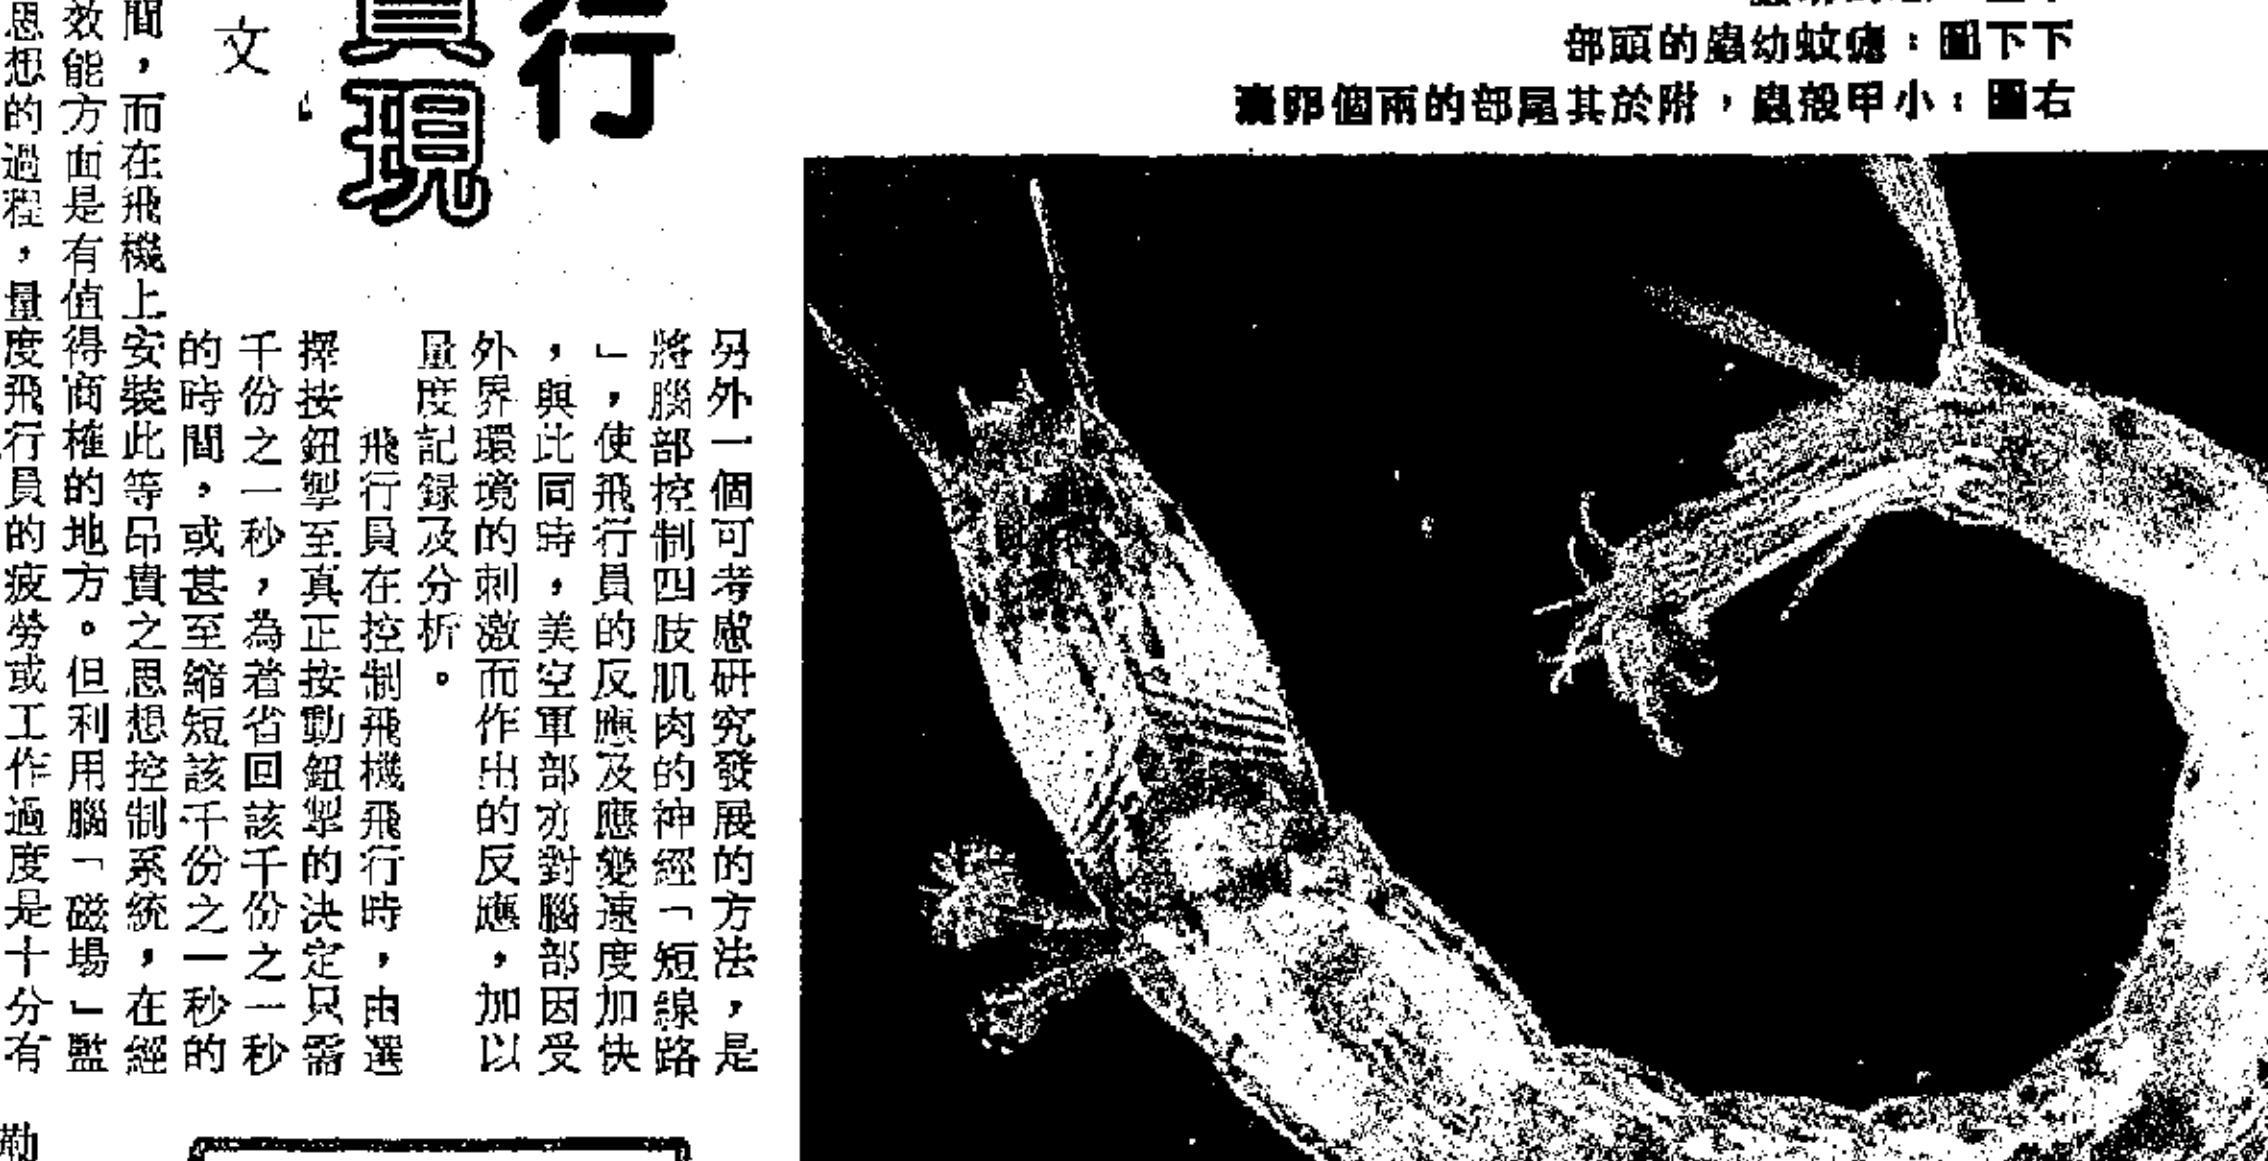 下下圖：瘧蚊幼蟲的頭部
右圖：小甲殼蟲，附於其尾部的兩個卵囊
行
現
文
另外一個可考慮研究發展的方法，是
將腦部控制四肢肌肉的神經「短線路
」，使飛行員的反應及應變速度加快
，與此同時，美空軍部亦對腦部因受
外界環境的刺激而作出的反應，加以
量度記録及分析。
飛行員在控制飛機飛行時，由選
擇按鈕掣至真正按動鈕掣的決定只需
千份之一秒，為着省回該千份之一秒
的時間，或甚至縮短該千份之一秒的
間，而在飛機上安裝此等昂貴之思想控制系統，在經
效能方面是有值得商榷的地方。但利用腦「磁場」監
思想的過程，量度飛行員的疲勞或工作過度是十分有
勒